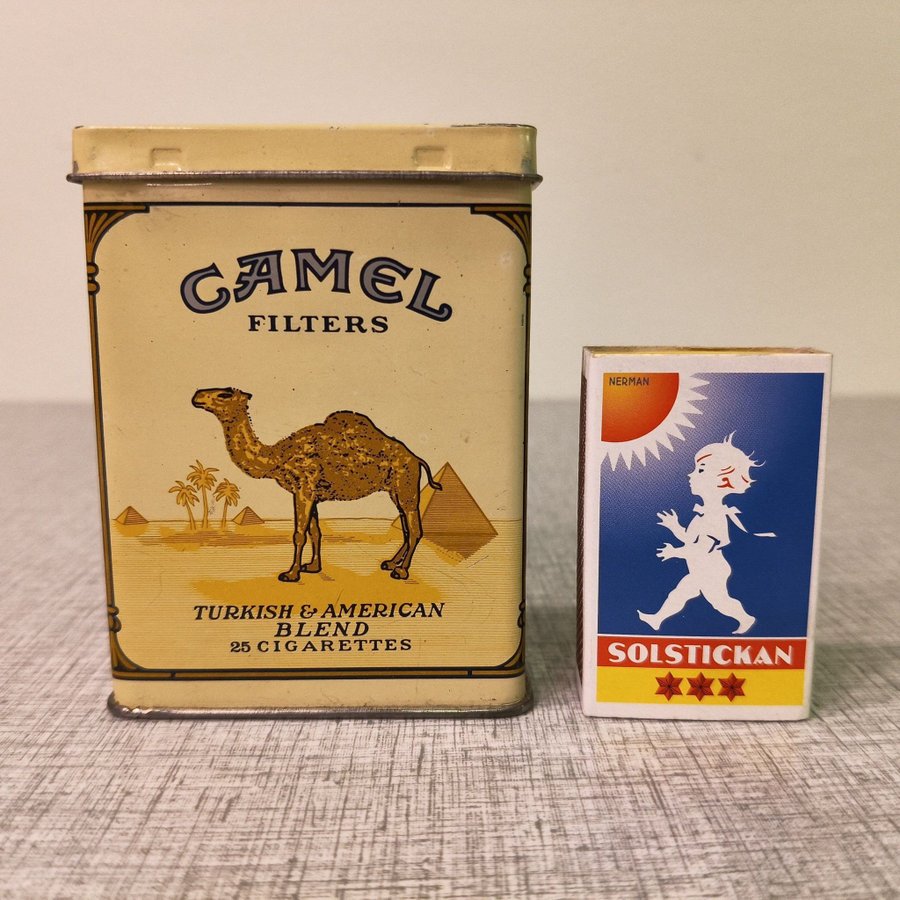 CAMEL
FILTERS
TURKISH & AMERICAN
BLEND
25 CIGARETTES
NERMAN
SOLSTICKAN